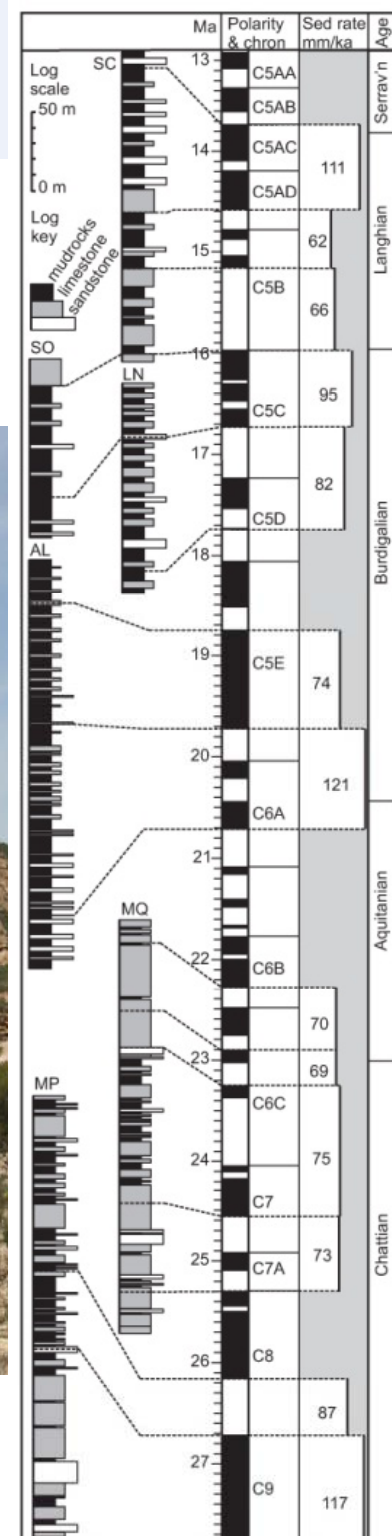 Ma
Polarity & chron
Sed rate mm/ka
Age
Log scale
50 m
0 m
Log key
mudrocks
limestone
sandstone
SC
SO
LN
AL
MQ
MP
13
14
15
16
17
18
19
20
21
22
23
24
25
26
27
C5AA
C5AB
C5AC
C5AD
C5B
C5C
C5D
C5E
C6A
C6B
C6C
C7
C7A
C8
C9
111
62
66
95
82
74
121
70
69
75
73
87
117
Serrav'n
Langhian
Burdigalian
Aquitanian
Chattian